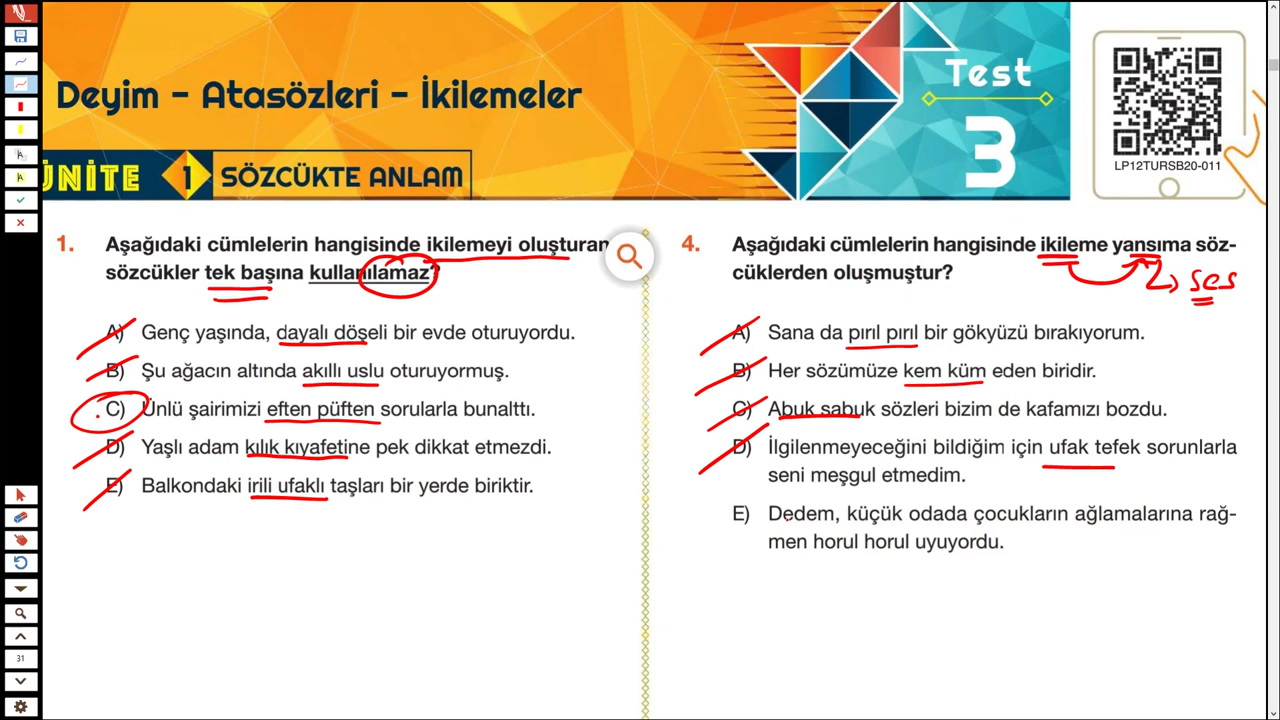 Deyim - Atasözleri - İkilemeler
Test
3
ÜNİTE 1 SÖZCÜKTE ANLAM
LP12TURSB20-011
1. Aşağıdaki cümlelerin hangisinde ikilemeyi oluşturan
sözcükler tek başına kullanılamaz?
A) Genç yaşında, dayalı döşeli bir evde oturuyordu.
B) Şu ağacın altında akıllı uslu oturuyormuş.
C) Ünlü şairimizi eften püften sorularla bunalttı.
D) Yaşlı adam kılık kıyafetine pek dikkat etmezdi.
E) Balkondaki irili ufaklı taşları bir yerde biriktir.
4. Aşağıdaki cümlelerin hangisinde ikileme yansıma söz-
cüklerden oluşmuştur?
ses
A) Sana da pırıl pırıl bir gökyüzü bırakıyorum.
B) Her sözümüze kem küm eden biridir.
C) Abuk sabuk sözleri bizim de kafamızı bozdu.
D) İlgilenmeyeceğini bildiğim için ufak tefek sorunlarla
seni meşgul etmedim.
E) Dedem, küçük odada çocukların ağlamalarına rağ-
men horul horul uyuyordu.
31